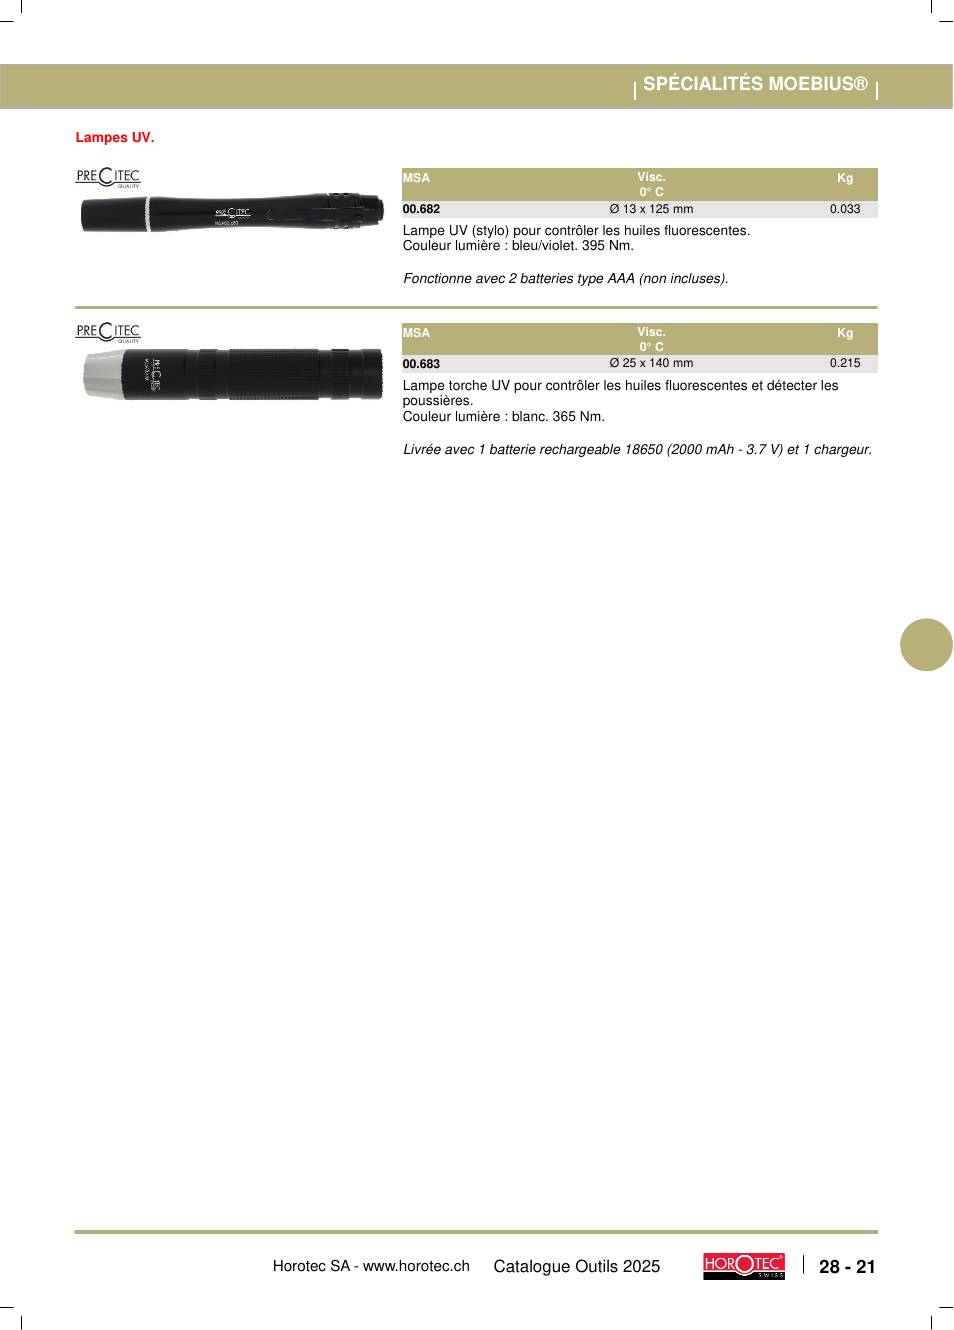 SPÉCIALITÉS MOEBIUS®
Lampes UV.
PRECITEC
QUALITY
MSA Visc. Kg
0° C
00.682 Ø 13 x 125 mm 0.033
Lampe UV (stylo) pour contrôler les huiles fluorescentes.
Couleur lumière : bleu/violet. 395 Nm.
Fonctionne avec 2 batteries type AAA (non incluses).
PRECITEC
PRECITEC
QUALITY
MSA Visc. Kg
0° C
00.683 Ø 25 x 140 mm 0.215
Lampe torche UV pour contrôler les huiles fluorescentes et détecter les
poussières.
Couleur lumière : blanc. 365 Nm.
Livrée avec 1 batterie rechargeable 18650 (2000 mAh - 3.7 V) et 1 chargeur.
PRECITEC
Horotec SA - www.horotec.ch Catalogue Outils 2025 HOROTEC® SWISS 28 - 21